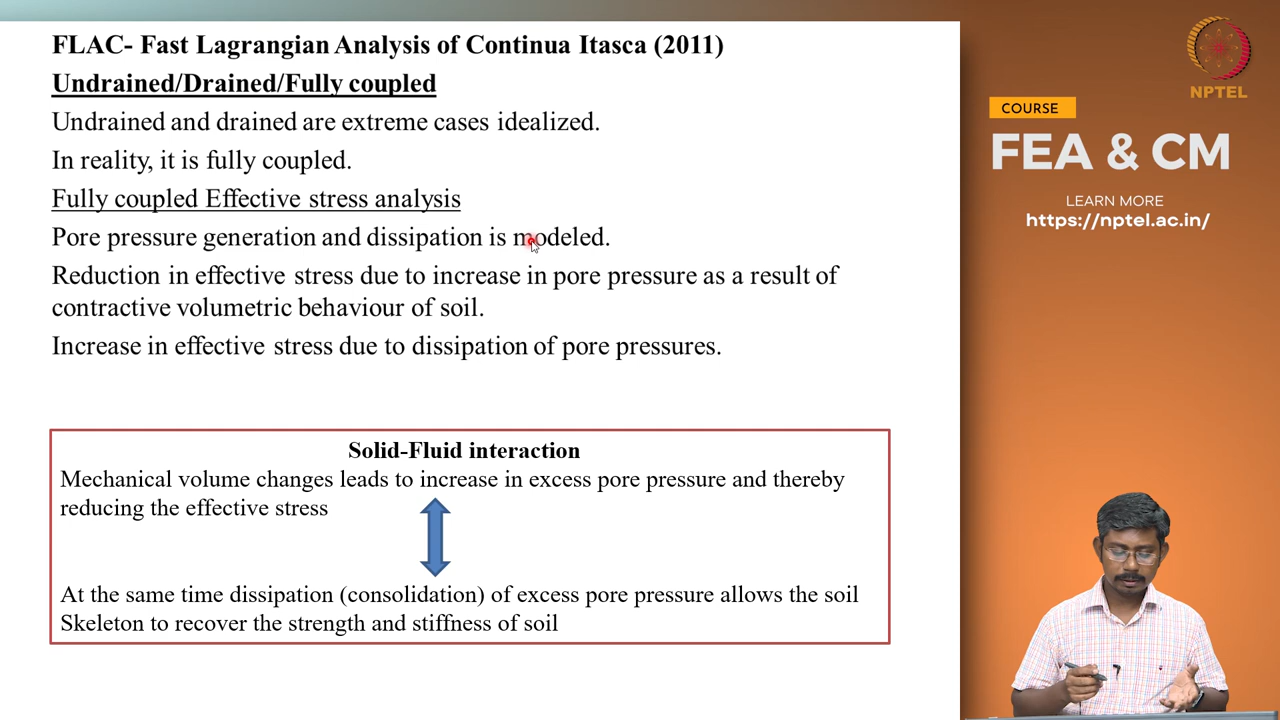 FLAC- Fast Lagrangian Analysis of Continua Itasca (2011)
Undrained/Drained/Fully coupled
Undrained and drained are extreme cases idealized.
In reality, it is fully coupled.
Fully coupled Effective stress analysis
Pore pressure generation and dissipation is modeled.
Reduction in effective stress due to increase in pore pressure as a result of
contractive volumetric behaviour of soil.
Increase in effective stress due to dissipation of pore pressures.
Solid-Fluid interaction
Mechanical volume changes leads to increase in excess pore pressure and thereby
reducing the effective stress
At the same time dissipation (consolidation) of excess pore pressure allows the soil
Skeleton to recover the strength and stiffness of soil
NPTEL
COURSE
FEA & CM
LEARN MORE
https://nptel.ac.in/